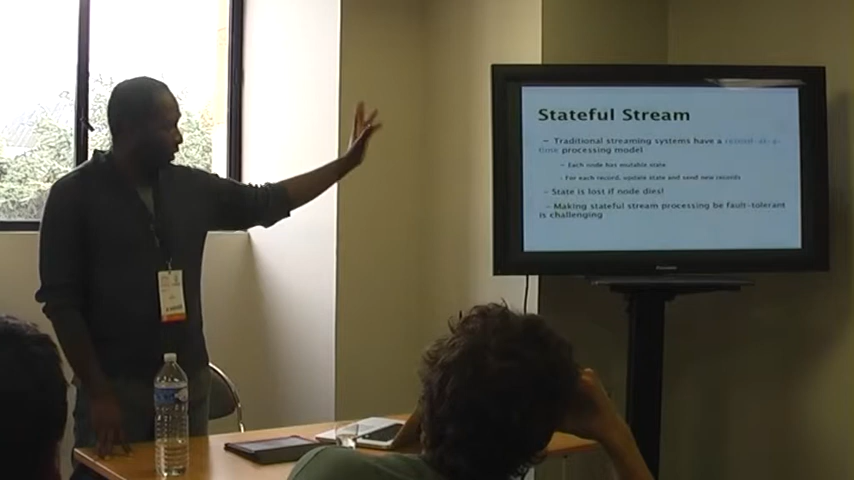 Stateful Stream
– Traditional streaming systems have a record-at-a-
time processing model
– Each node has mutable state
– For each record, update state and send new records
– State is lost if node dies!
– Making stateful stream processing be fault-tolerant
is challenging
Panasonic